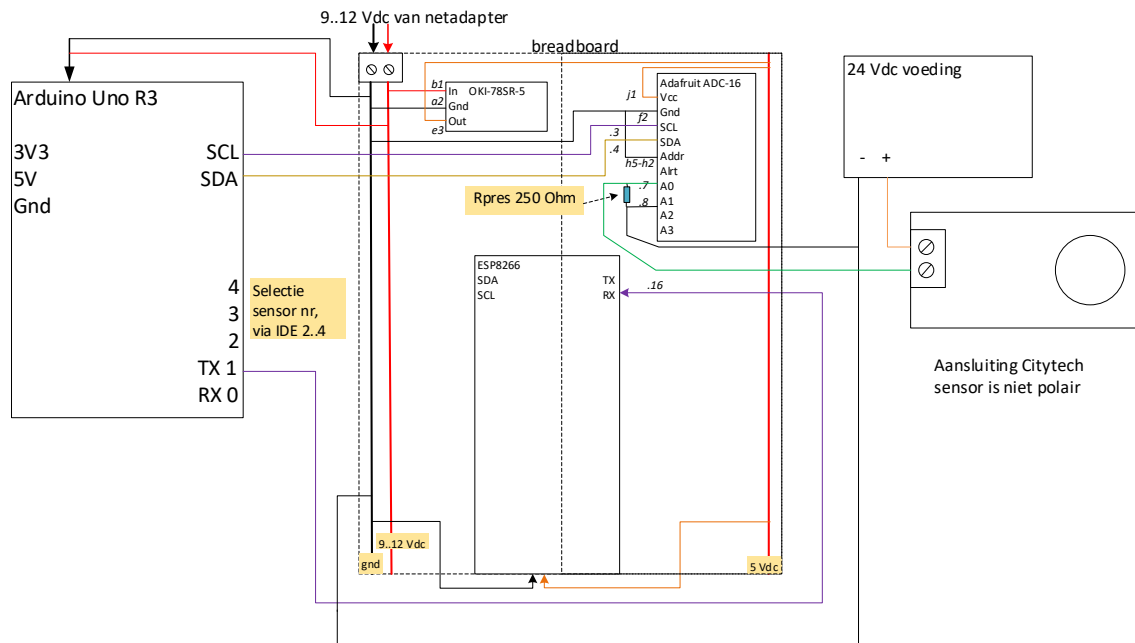 9..12 Vdc van netadapter
breadboard
Arduino Uno R3
3V3
5V
Gnd
SCL
SDA
4
3
2
TX 1
RX 0
Selectie
sensor nr,
via IDE 2..4
b1
a2
e3
In OKI-78SR-5
Gnd
Out
j1
f2
.3
.4
h5-h2
.7
.8
Adafruit ADC-16
Vcc
Gnd
SCL
SDA
Addr
Alrt
A0
A1
A2
A3
Rpres 250 Ohm
ESP8266
SDA
SCL
TX
RX
.16
24 Vdc voeding
- +
Aansluiting Citytech
sensor is niet polair
9..12 Vdc
gnd
5 Vdc